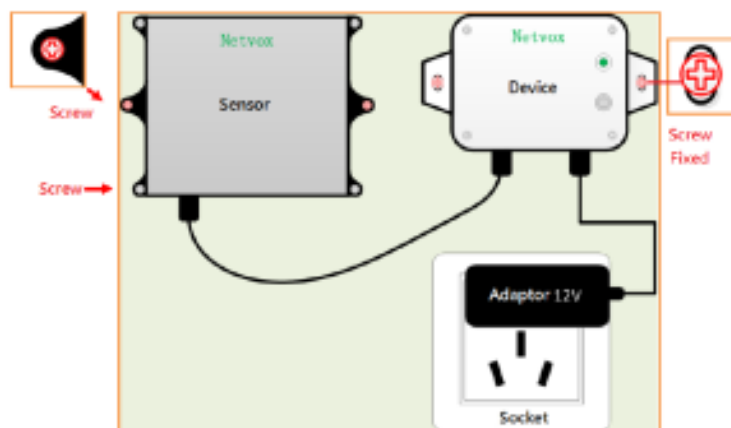 Netvox
Sensor
Screw
Screw
Netvox
Device
Screw
Fixed
Adaptor 12V
Socket